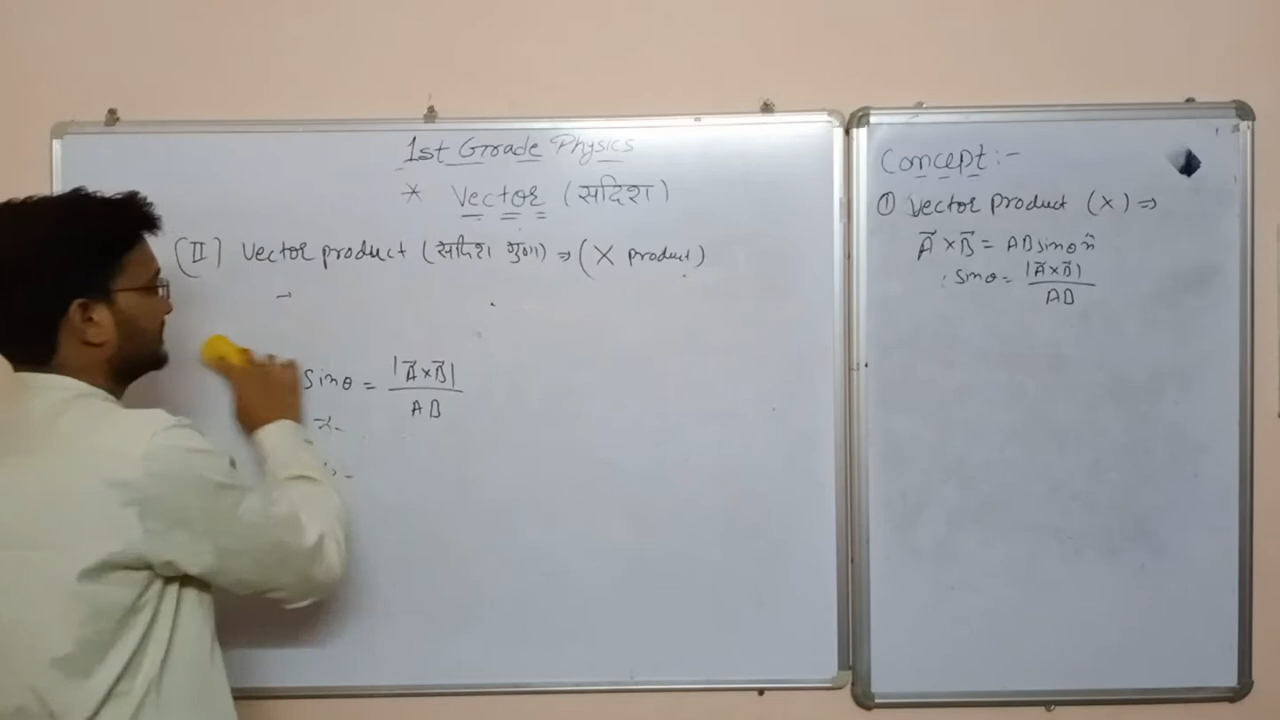 1st Grade Physics
* Vector (सदिश)
(II) Vector product (सदिश गुणा) ⇒ (X product)
sinθ = |A⃗×B⃗| / AB
Concept:-
① Vector product (X) ⇒
A⃗ × B⃗ = AB sinθ n̂
sinθ = |A⃗×B⃗| / AB